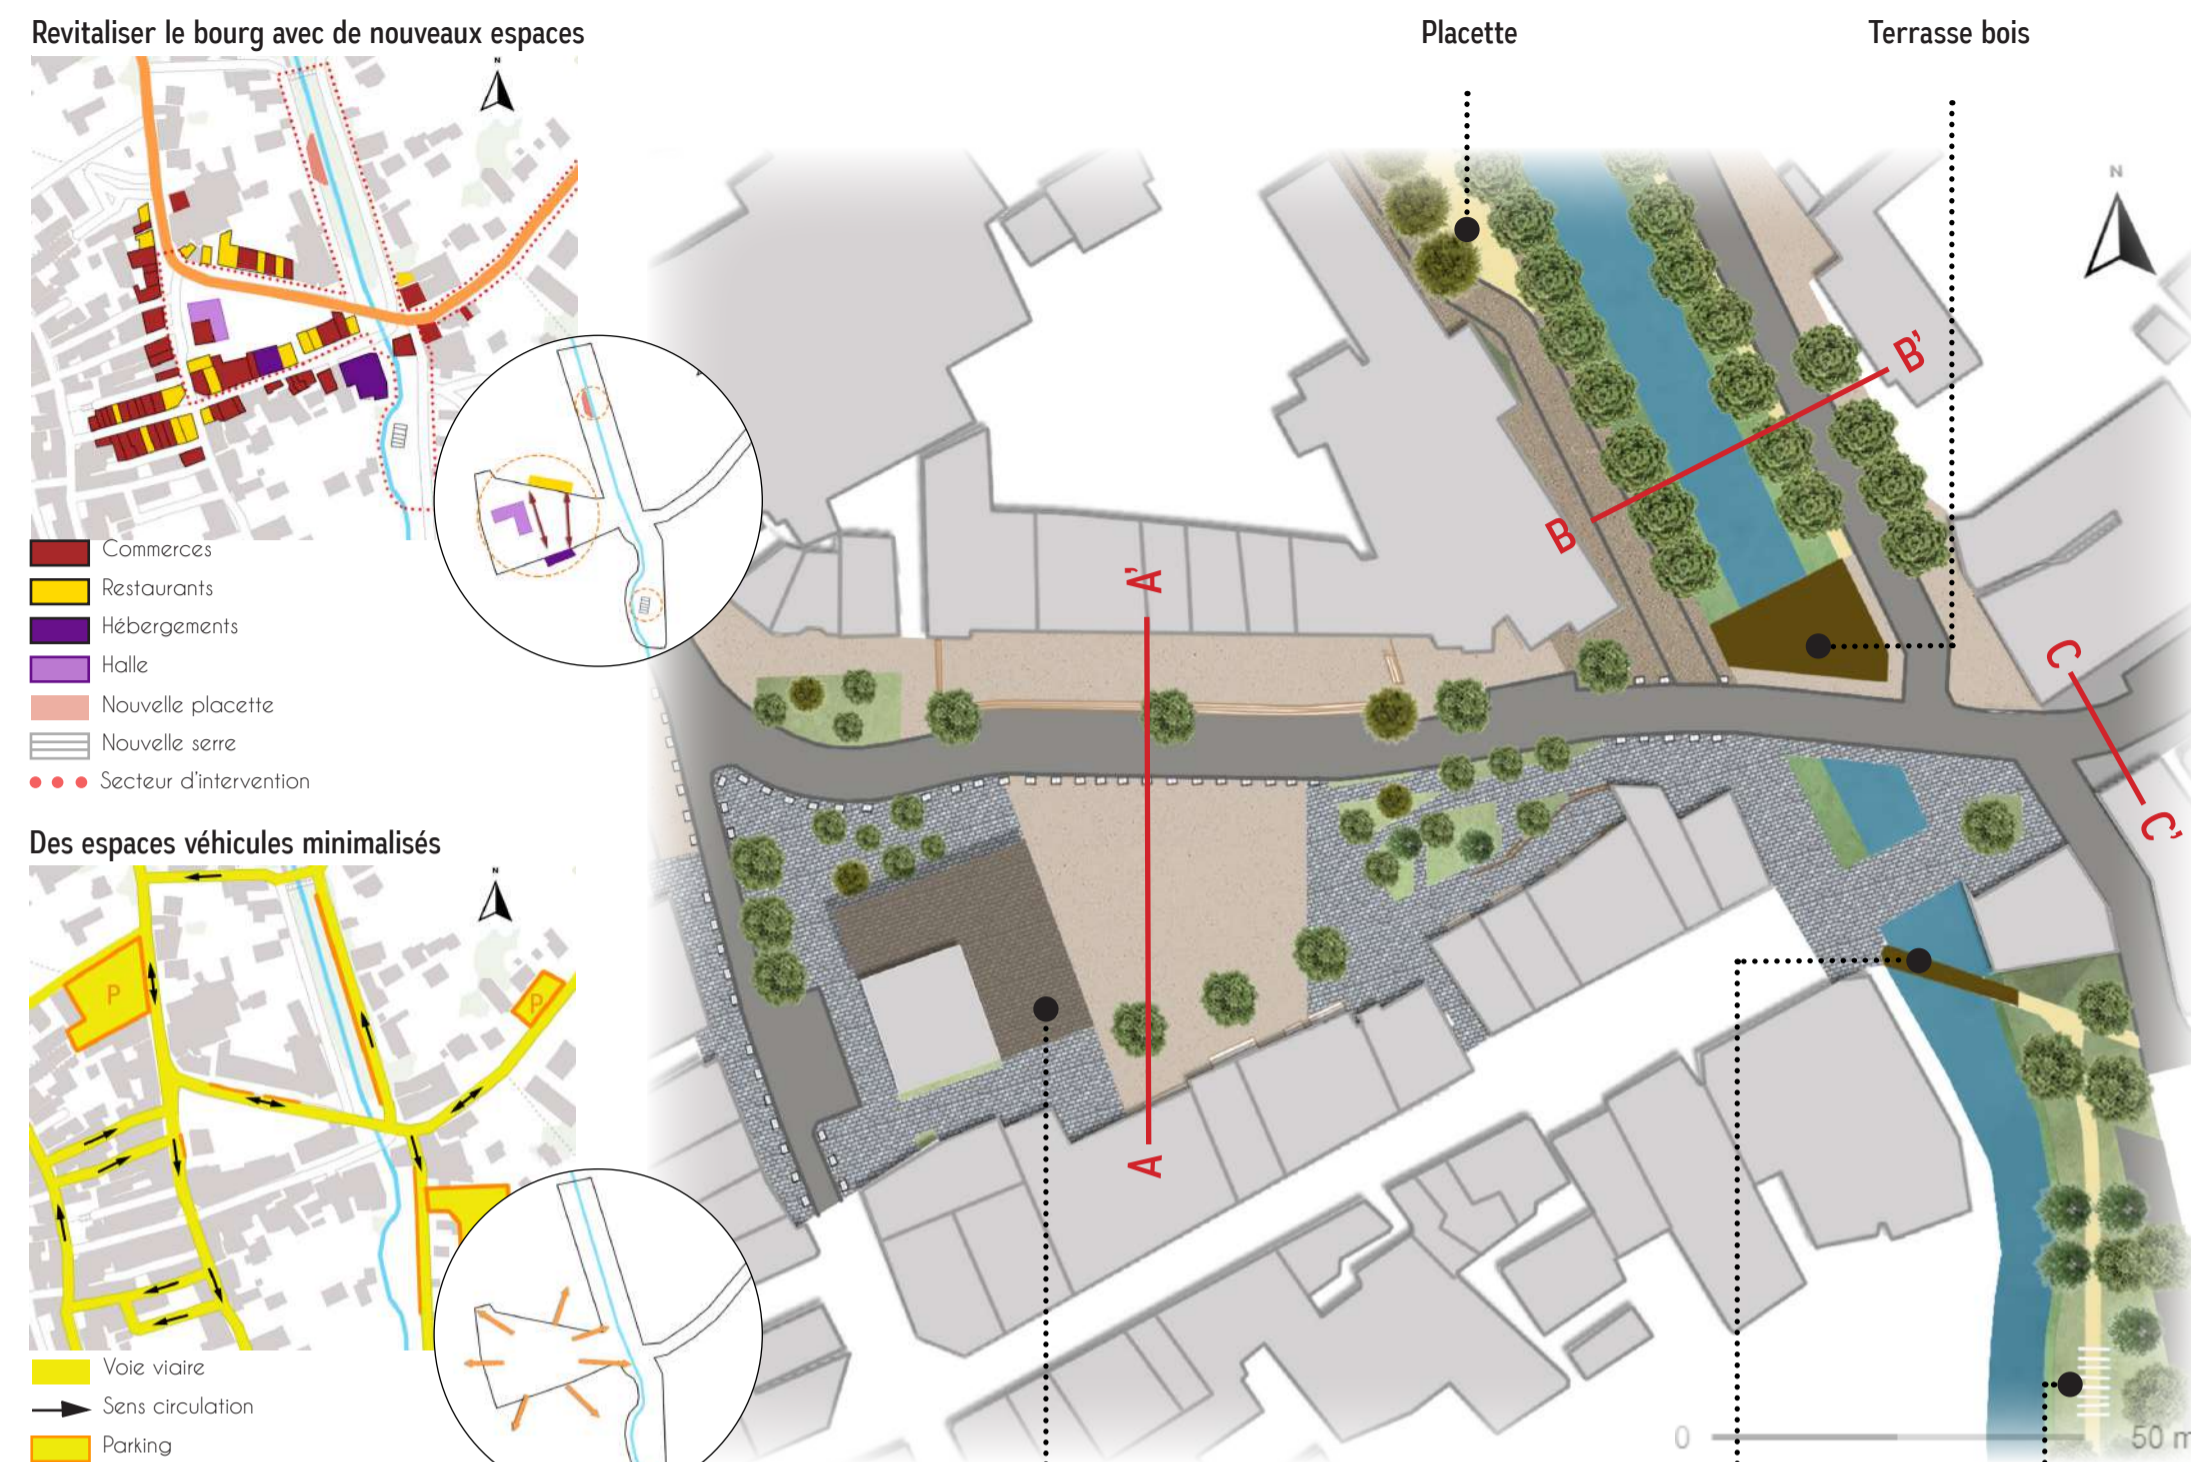 Revitaliser le bourg avec de nouveaux espaces
Placette
Terrasse bois
N
N
B'
B
A'
C
C'
A
Commerces
Restaurants
Hébergements
Halle
Nouvelle placette
Nouvelle serre
Secteur d'intervention
Des espaces véhicules minimalisés
N
P
P
Voie viaire
Sens circulation
Parking
0
50 m